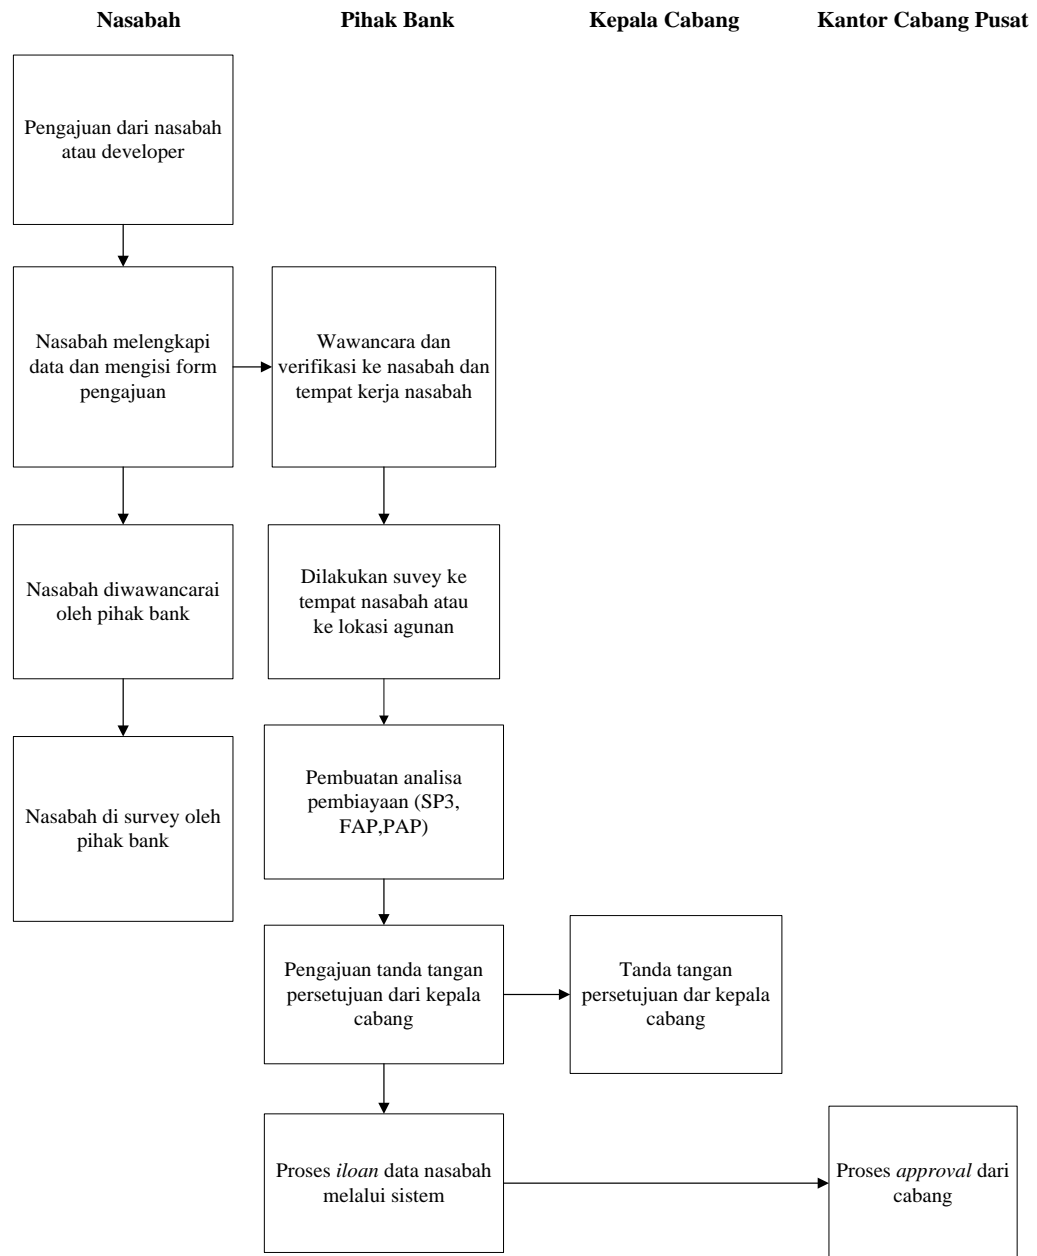 Nasabah
Pihak Bank
Kepala Cabang
Kantor Cabang Pusat
Pengajuan dari nasabah
atau developer
Nasabah melengkapi
data dan mengisi form
pengajuan
Wawancara dan
verifikasi ke nasabah dan
tempat kerja nasabah
Nasabah diwawancarai
oleh pihak bank
Dilakukan suvey ke
tempat nasabah atau
ke lokasi agunan
Nasabah di survey oleh
pihak bank
Pembuatan analisa
pembiayaan (SP3,
FAP,PAP)
Pengajuan tanda tangan
persetujuan dari kepala
cabang
Tanda tangan
persetujuan dar kepala
cabang
Proses iloan data nasabah
melalui sistem
Proses approval dari
cabang